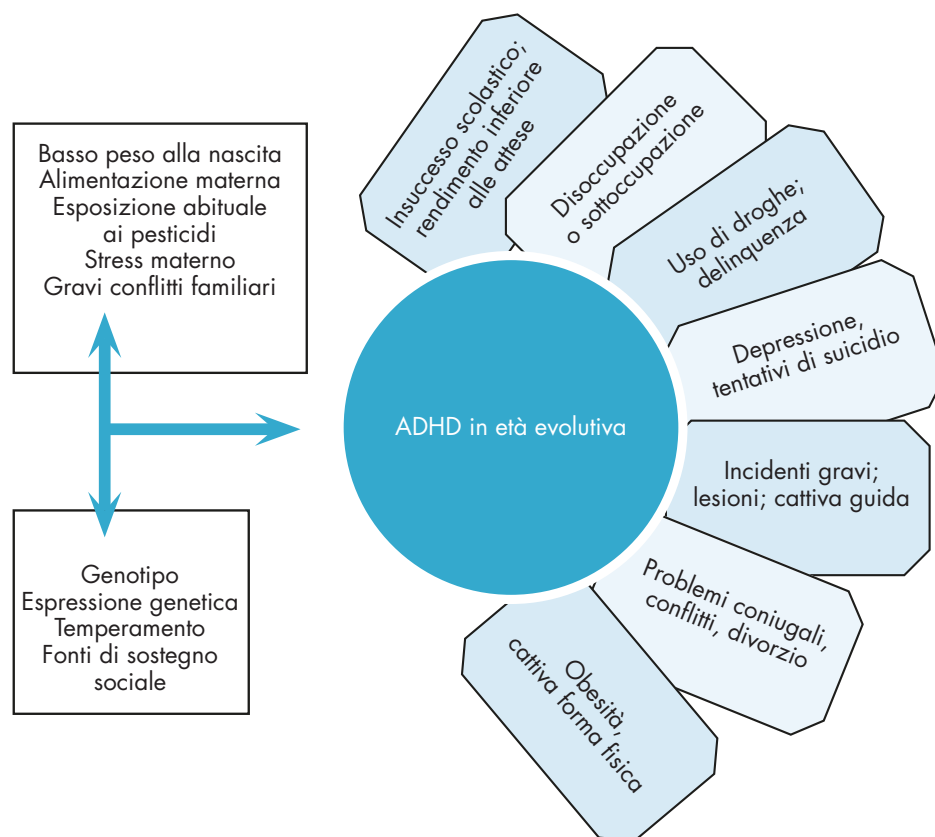 Basso peso alla nascita
Alimentazione materna
Esposizione abituale
ai pesticidi
Stress materno
Gravi conflitti familiari
Genotipo
Espressione genetica
Temperamento
Fonti di sostegno
sociale
ADHD in età evolutiva
Insuccesso scolastico;
rendimento inferiore
alle attese
Disoccupazione
o sottoccupazione
Uso di droghe;
delinquenza
Depressione,
tentativi di suicidio
Incidenti gravi;
lesioni; cattiva guida
Problemi coniugali,
conflitti, divorzio
Obesità,
cattiva forma fisica